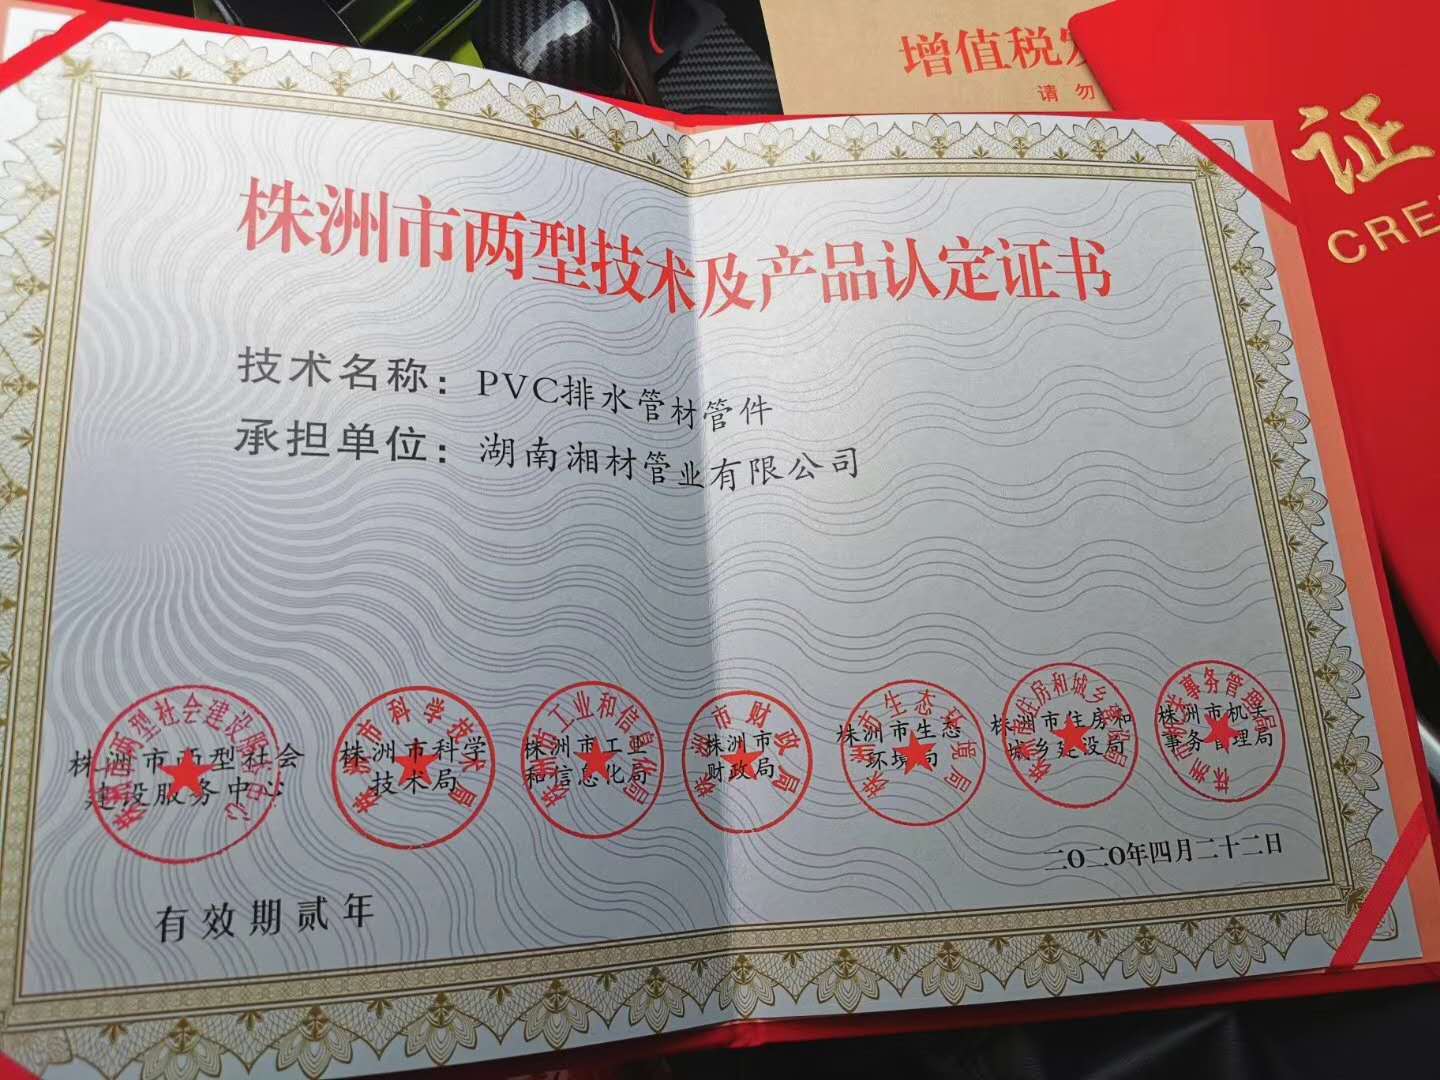 增值税发
请勿
证
CRE
株洲市两型技术及产品认定证书
技术名称：PVC排水管材管件
承担单位：湖南湘材管业有限公司
株洲市两型社会
建设服务中心
株洲市科学
技术局
株洲市工业
和信息化局
株洲市
财政局
株洲市生态
环境局
株洲市住房和
城乡建设局
株洲市机关
事务管理局
二〇二〇年四月二十二日
有效期贰年